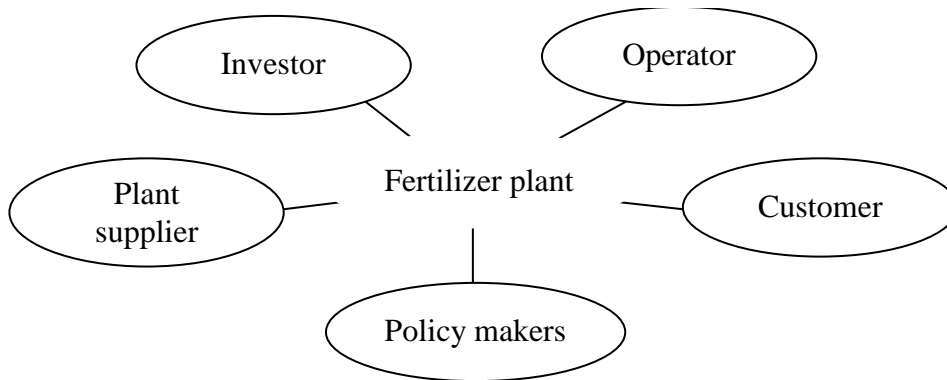 Investor
Operator
Fertilizer plant
Plant
supplier
Customer
Policy makers